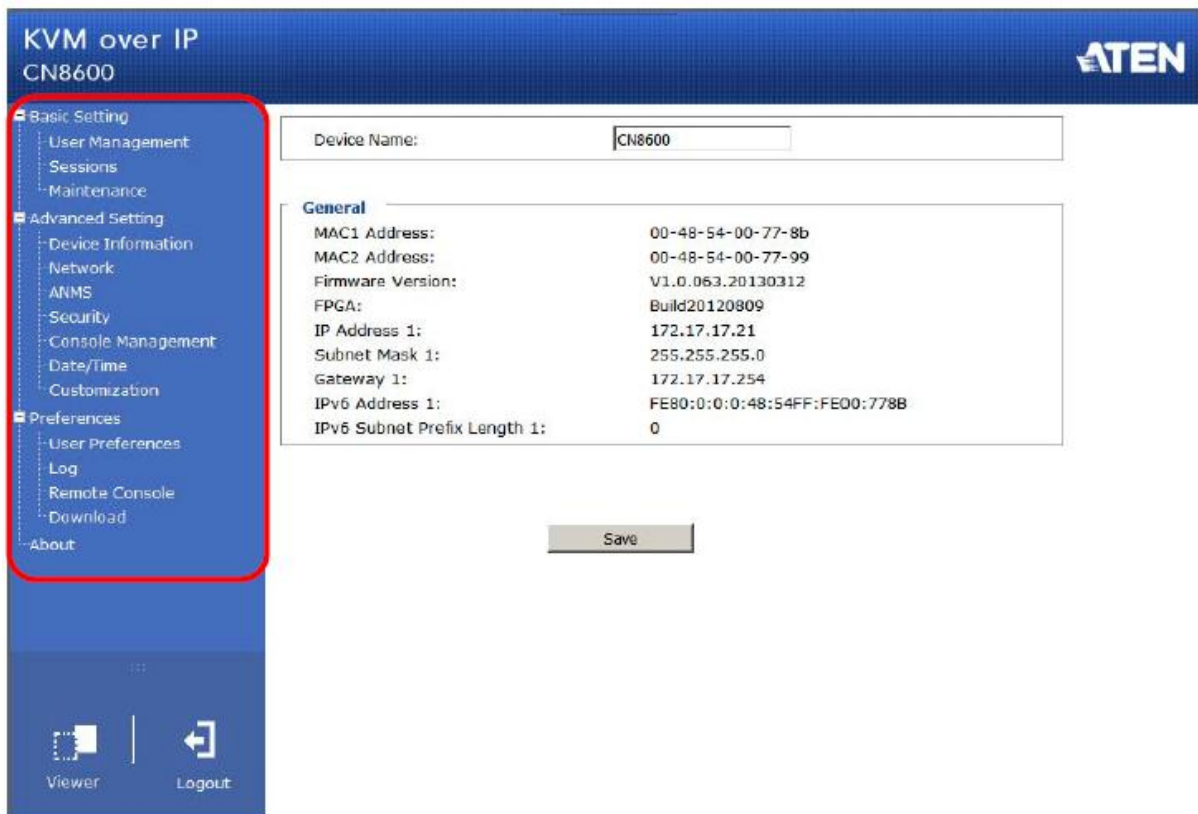 KVM over IP
CN8600
ATEN
Basic Setting
User Management
Sessions
Maintenance
Advanced Setting
Device Information
Network
ANMS
Security
Console Management
Date/Time
Customization
Preferences
User Preferences
Log
Remote Console
Download
About
Viewer
Logout
Device Name: CN8600
General
MAC1 Address: 00-48-54-00-77-8b
MAC2 Address: 00-48-54-00-77-99
Firmware Version: V1.0.063.20130312
FPGA: Build20120809
IP Address 1: 172.17.17.21
Subnet Mask 1: 255.255.255.0
Gateway 1: 172.17.17.254
IPv6 Address 1: FE80:0:0:0:48:54FF:FE00:778B
IPv6 Subnet Prefix Length 1: 0
Save